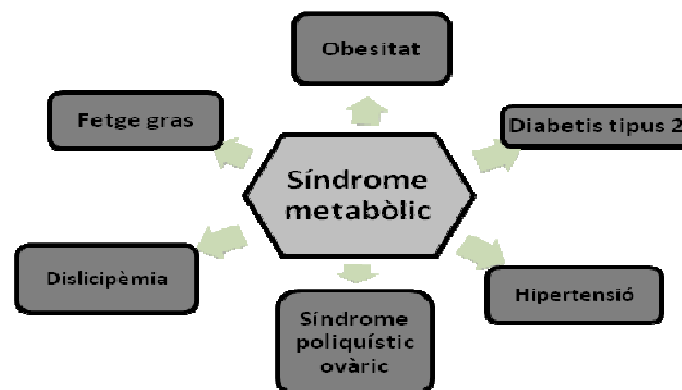 Obesitat
Fetge gras
Diabetis tipus 2
Síndrome
metabòlic
Dislicipèmia
Hipertensió
Síndrome
poliquístic
ovàric